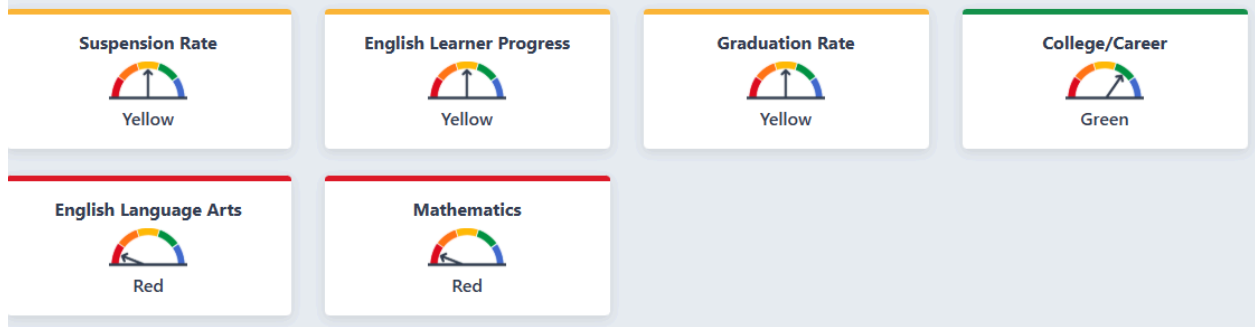 Suspension Rate
Yellow
English Learner Progress
Yellow
Graduation Rate
Yellow
College/Career
Green
English Language Arts
Red
Mathematics
Red